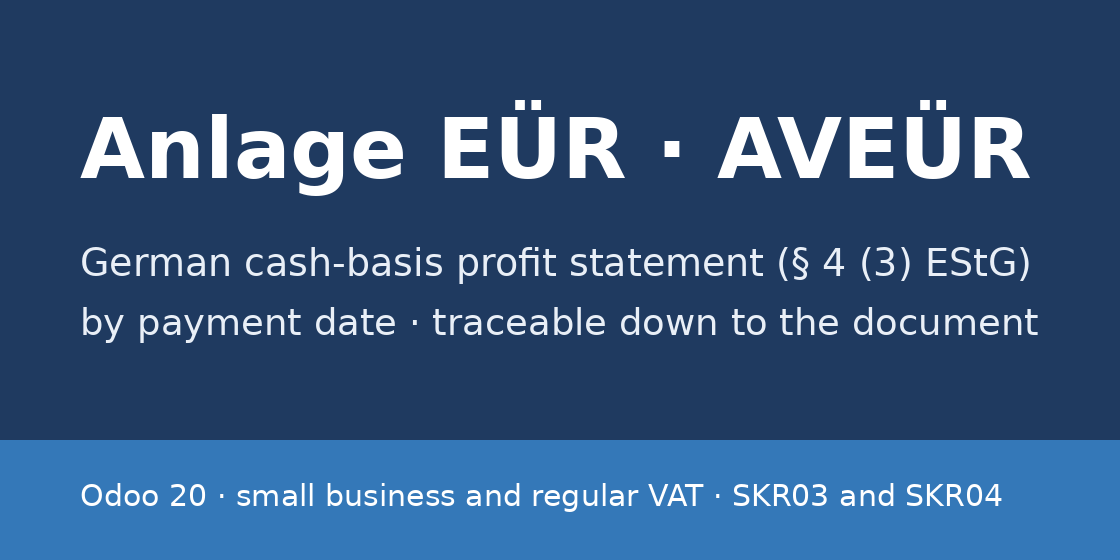 Anlage EÜR · AVEÜR
German cash-basis profit statement (§ 4 (3) EStG)
by payment date · traceable down to the document
Odoo 20 · small business and regular VAT · SKR03 and SKR04